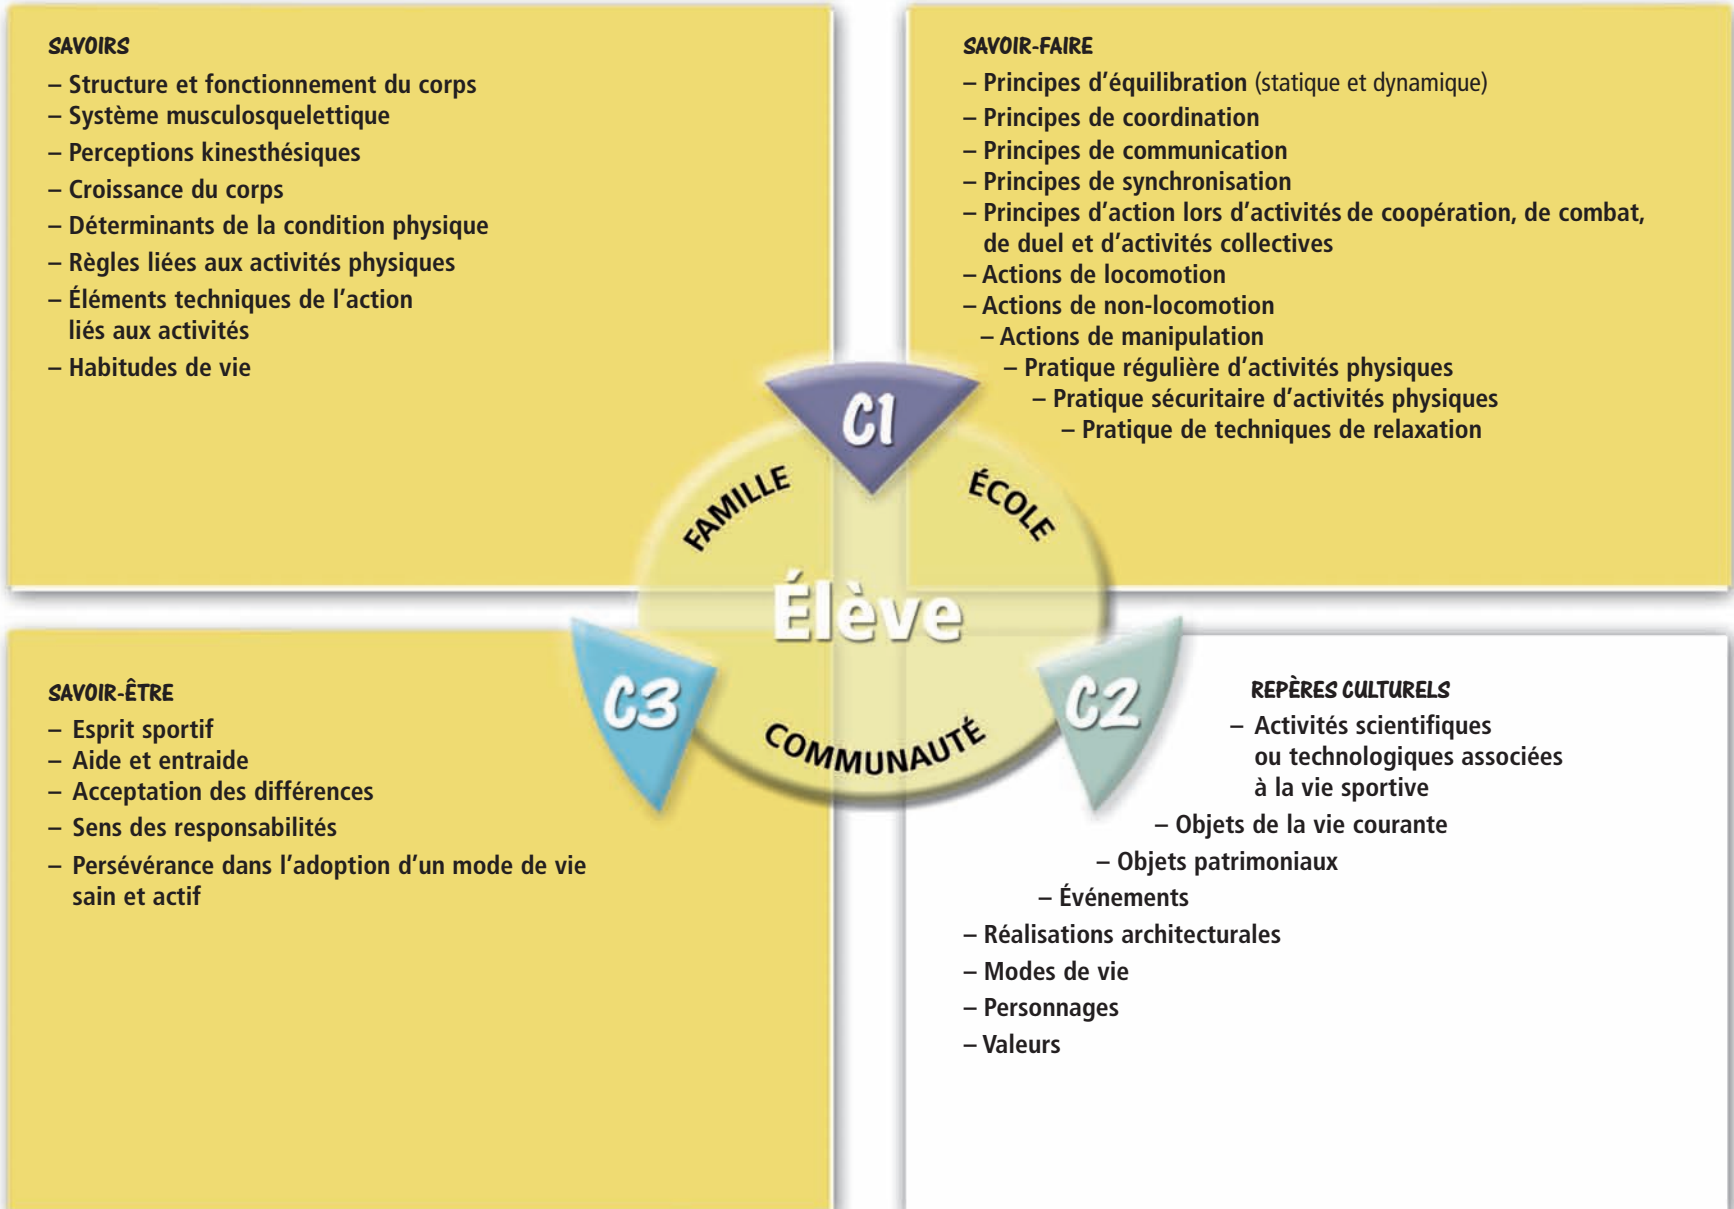 SAVOIRS
– Structure et fonctionnement du corps
– Système musculosquelettique
– Perceptions kinesthésiques
– Croissance du corps
– Déterminants de la condition physique
– Règles liées aux activités physiques
– Éléments techniques de l'action
liés aux activités
– Habitudes de vie
SAVOIR-FAIRE
– Principes d'équilibration (statique et dynamique)
– Principes de coordination
– Principes de communication
– Principes de synchronisation
– Principes d'action lors d'activités de coopération, de combat,
de duel et d'activités collectives
– Actions de locomotion
– Actions de non-locomotion
– Actions de manipulation
– Pratique régulière d'activités physiques
– Pratique sécuritaire d'activités physiques
– Pratique de techniques de relaxation
C1
FAMILLE
ÉCOLE
Élève
C3
C2
COMMUNAUTÉ
SAVOIR-ÊTRE
– Esprit sportif
– Aide et entraide
– Acceptation des différences
– Sens des responsabilités
– Persévérance dans l'adoption d'un mode de vie
sain et actif
REPÈRES CULTURELS
– Activités scientifiques
ou technologiques associées
à la vie sportive
– Objets de la vie courante
– Objets patrimoniaux
– Événements
– Réalisations architecturales
– Modes de vie
– Personnages
– Valeurs